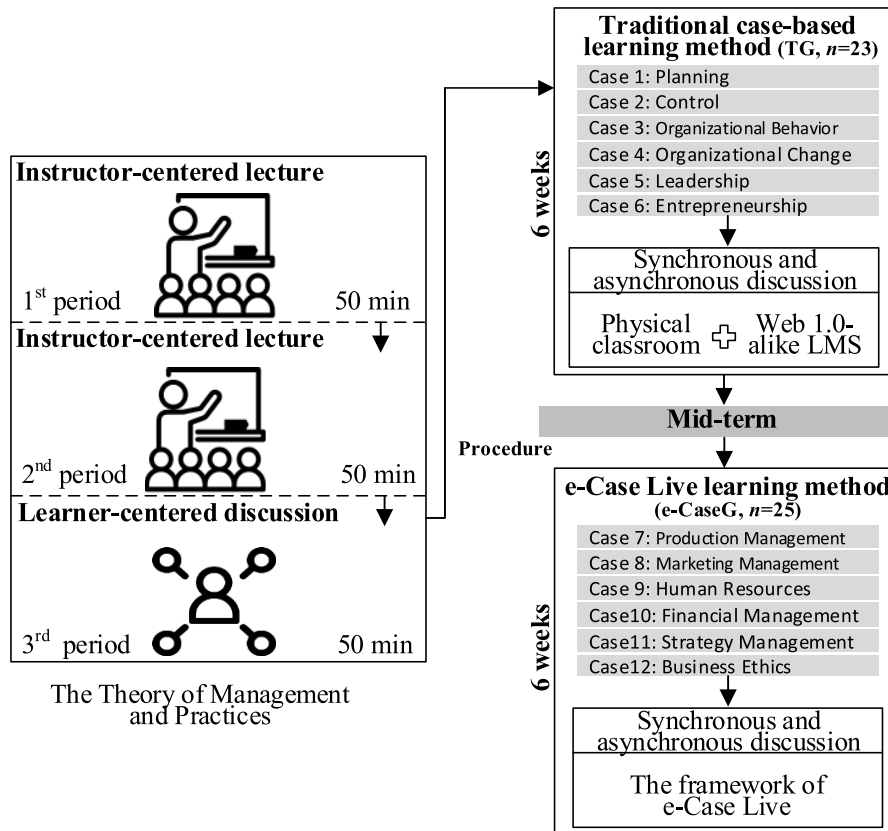 Instructor-centered lecture
1st period 50 min
Instructor-centered lecture
2nd period 50 min
Learner-centered discussion
3rd period 50 min
The Theory of Management
and Practices
Traditional case-based
learning method (TG, n=23)
6 weeks
Case 1: Planning
Case 2: Control
Case 3: Organizational Behavior
Case 4: Organizational Change
Case 5: Leadership
Case 6: Entrepreneurship
Synchronous and
asynchronous discussion
Physical
classroom
Web 1.0-
alike LMS
Mid-term
Procedure
e-Case Live learning method
(e-CaseG, n=25)
6 weeks
Case 7: Production Management
Case 8: Marketing Management
Case 9: Human Resources
Case10: Financial Management
Case11: Strategy Management
Case12: Business Ethics
Synchronous and
asynchronous discussion
The framework of
e-Case Live